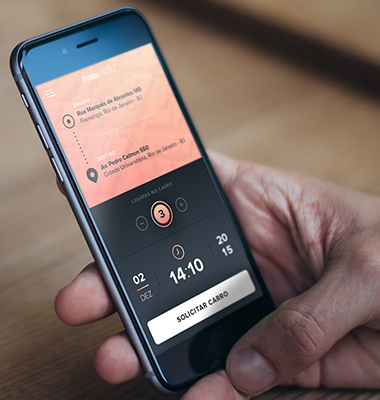 Rua Marquês de Abrantes 165
Flamengo, Rio de Janeiro - RJ
Av. Pedro Calmon 550
Cidade Universitária, Rio de Janeiro - RJ
LUGARES NO CARRO
− 3 +
02
DEZ
14:10
20
15
SOLICITAR CARRO